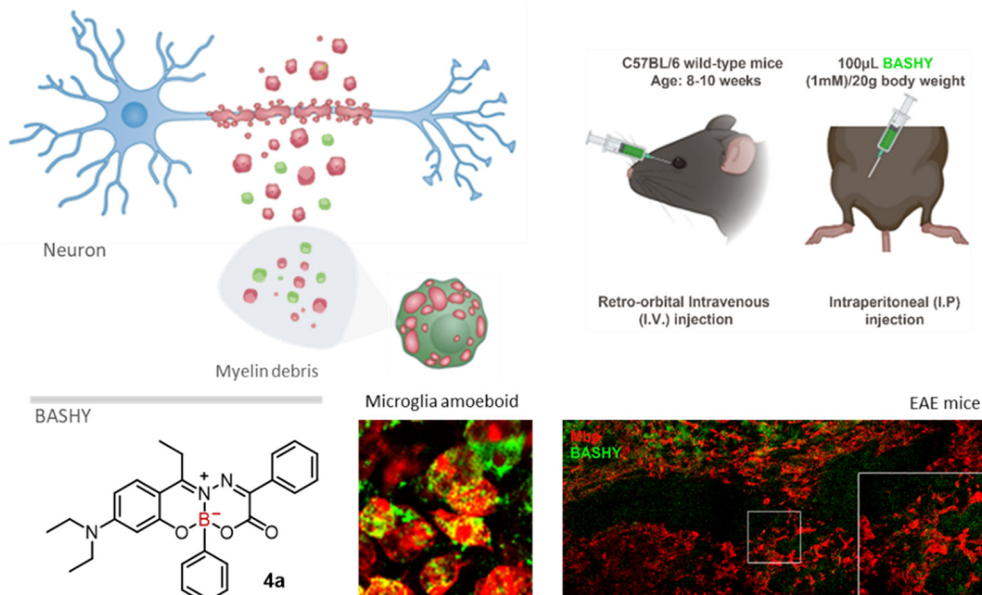 C57BL/6 wild-type mice
Age: 8-10 weeks
100µL BASHY
(1mM)/20g body weight
Neuron
Retro-orbital Intravenous
(I.V.) injection
Intraperitoneal (I.P)
injection
Myelin debris
BASHY
Microglia amoeboid
EAE mice
Mbp
BASHY
N
+
N
B
−
O
O
O
N
4a